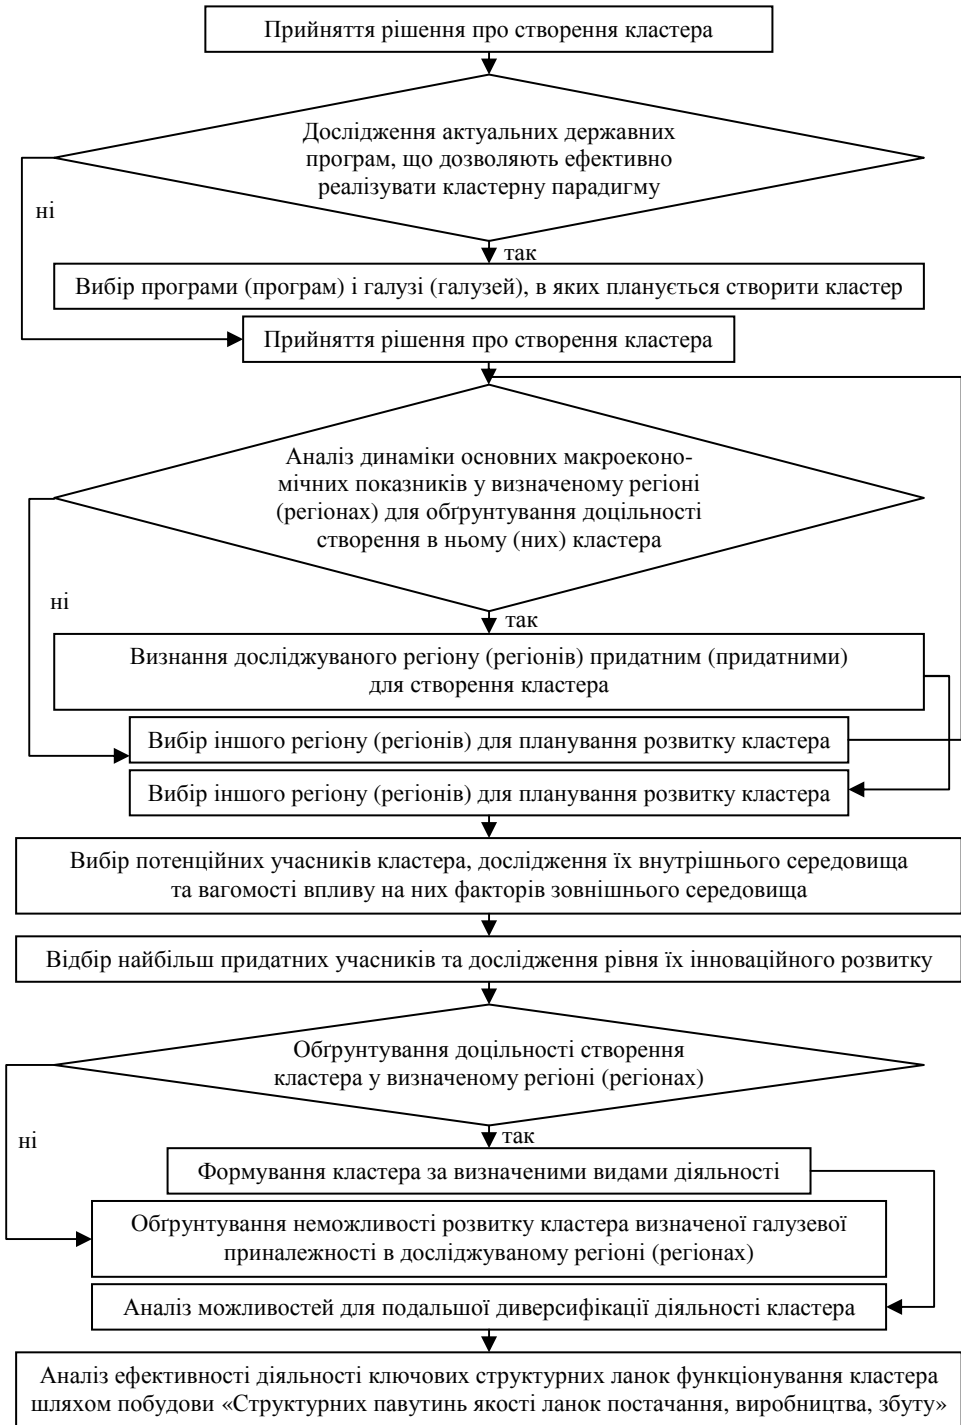 Прийняття рішення про створення кластера
Дослідження актуальних державних
програм, що дозволяють ефективно
реалізувати кластерну парадигму
ні
так
Вибір програми (програм) і галузі (галузей), в яких планується створити кластер
Прийняття рішення про створення кластера
Аналіз динаміки основних макроеконо-
мічних показників у визначеному регіоні
(регіонах) для обґрунтування доцільності
створення в ньому (них) кластера
ні
так
Визнання досліджуваного регіону (регіонів) придатним (придатними)
для створення кластера
Вибір іншого регіону (регіонів) для планування розвитку кластера
Вибір іншого регіону (регіонів) для планування розвитку кластера
Вибір потенційних учасників кластера, дослідження їх внутрішнього середовища
та вагомості впливу на них факторів зовнішнього середовища
Відбір найбільш придатних учасників та дослідження рівня їх інноваційного розвитку
Обґрунтування доцільності створення
кластера у визначеному регіоні (регіонах)
ні
так
Формування кластера за визначеними видами діяльності
Обґрунтування неможливості розвитку кластера визначеної галузевої
приналежності в досліджуваному регіоні (регіонах)
Аналіз можливостей для подальшої диверсифікації діяльності кластера
Аналіз ефективності діяльності ключових структурних ланок функціонування кластера
шляхом побудови «Структурних павутинь якості ланок постачання, виробництва, збуту»